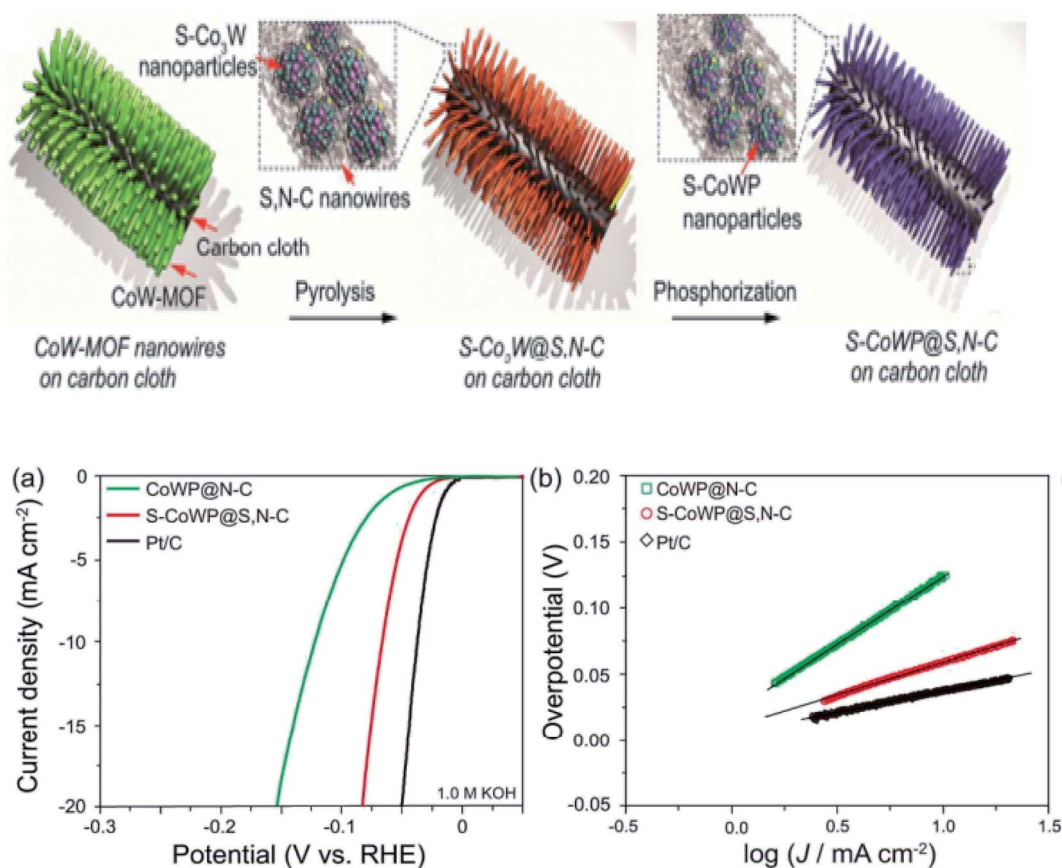 S-Co₃W
nanoparticles
S,N-C nanowires
Carbon cloth
CoW-MOF
Pyrolysis
CoW-MOF nanowires
on carbon cloth
S-Co₃W@S,N-C
on carbon cloth
S-CoWP
nanoparticles
Phosphorization
S-CoWP@S,N-C
on carbon cloth
(a)
CoWP@N-C
S-CoWP@S,N-C
Pt/C
1.0 M KOH
Current density (mA cm⁻²)
0
-5
-10
-15
-20
-0.3
-0.2
-0.1
0
Potential (V vs. RHE)
(b)
CoWP@N-C
S-CoWP@S,N-C
Pt/C
Overpotential (V)
0.20
0.15
0.10
0.05
0.00
-0.05
-0.5
0.0
0.5
1.0
1.5
log (J / mA cm⁻²)